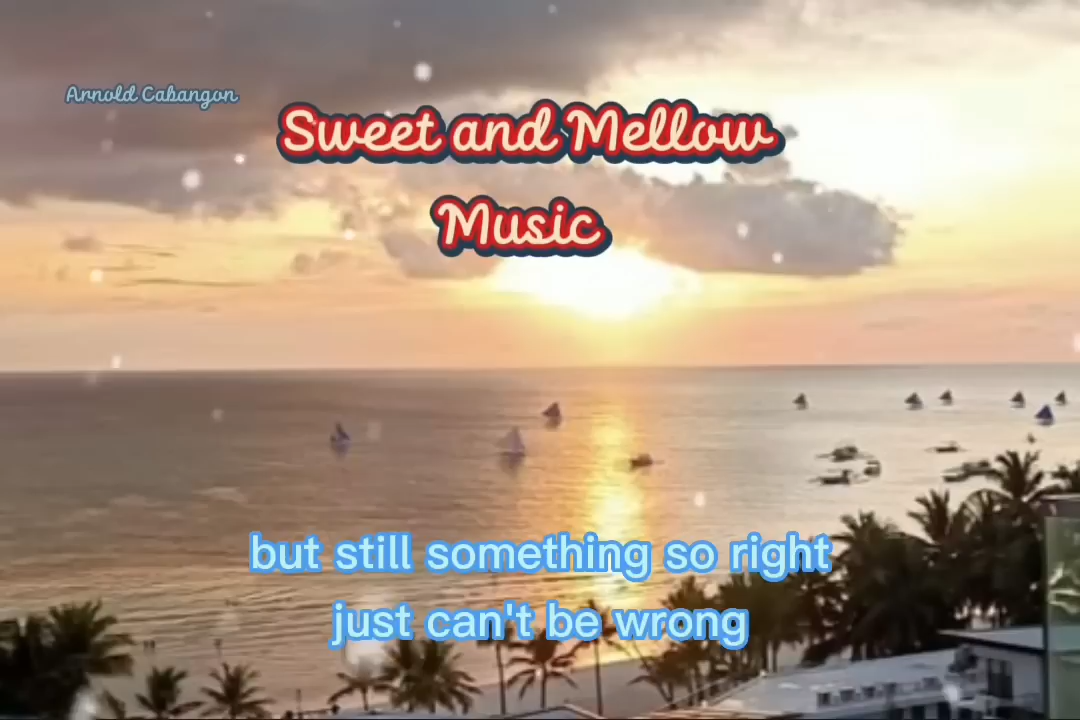 Arnold Cabangon
Sweet and Mellow
Music
but still something so right
just can't be wrong